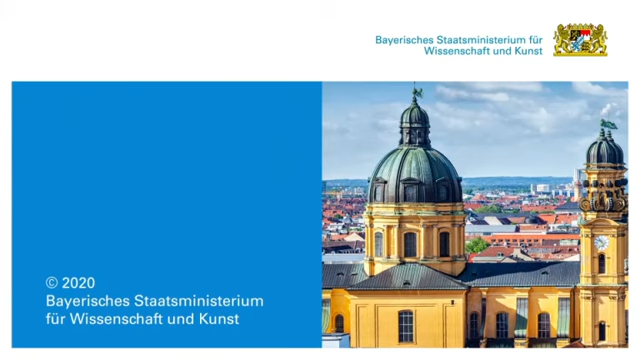 Bayerisches Staatsministerium für
Wissenschaft und Kunst
© 2020
Bayerisches Staatsministerium
für Wissenschaft und Kunst